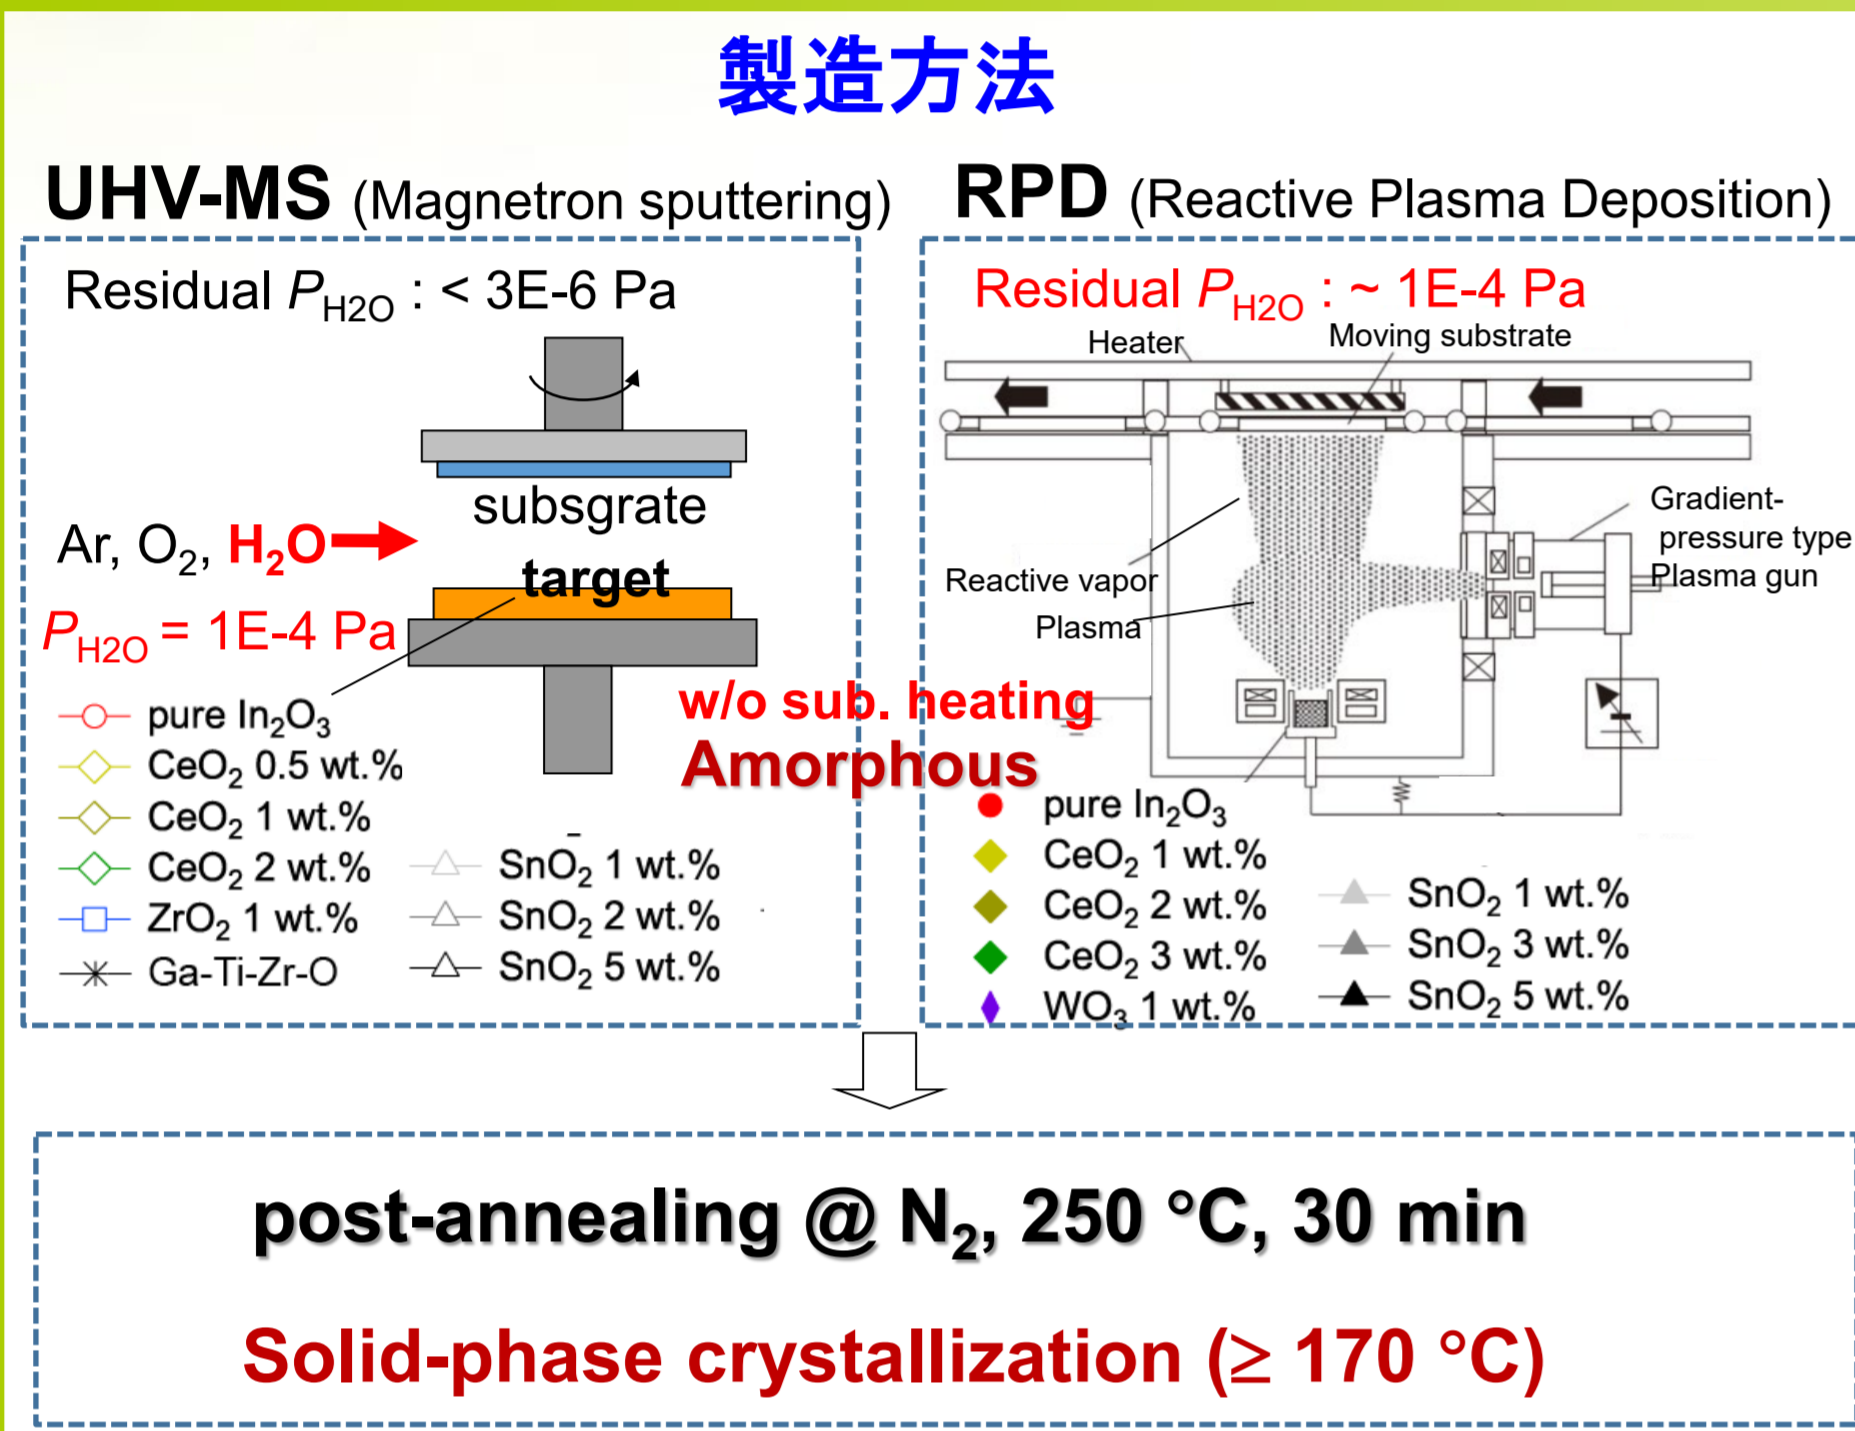 製造方法
UHV-MS (Magnetron sputtering)
Residual P_H2O : < 3E-6 Pa
subsgrate
Ar, O₂, H₂O
target
P_H2O = 1E-4 Pa
pure In₂O₃
CeO₂ 0.5 wt.%
CeO₂ 1 wt.%
CeO₂ 2 wt.%
ZrO₂ 1 wt.%
Ga-Ti-Zr-O
SnO₂ 1 wt.%
SnO₂ 2 wt.%
SnO₂ 5 wt.%
w/o sub. heating
Amorphous
RPD (Reactive Plasma Deposition)
Residual P_H2O : ~ 1E-4 Pa
Heater
Moving substrate
Gradient-
pressure type
Plasma gun
Reactive vapor
Plasma
pure In₂O₃
CeO₂ 1 wt.%
CeO₂ 2 wt.%
CeO₂ 3 wt.%
WO₃ 1 wt.%
SnO₂ 1 wt.%
SnO₂ 3 wt.%
SnO₂ 5 wt.%
post-annealing @ N₂, 250 °C, 30 min
Solid-phase crystallization (≥ 170 °C)